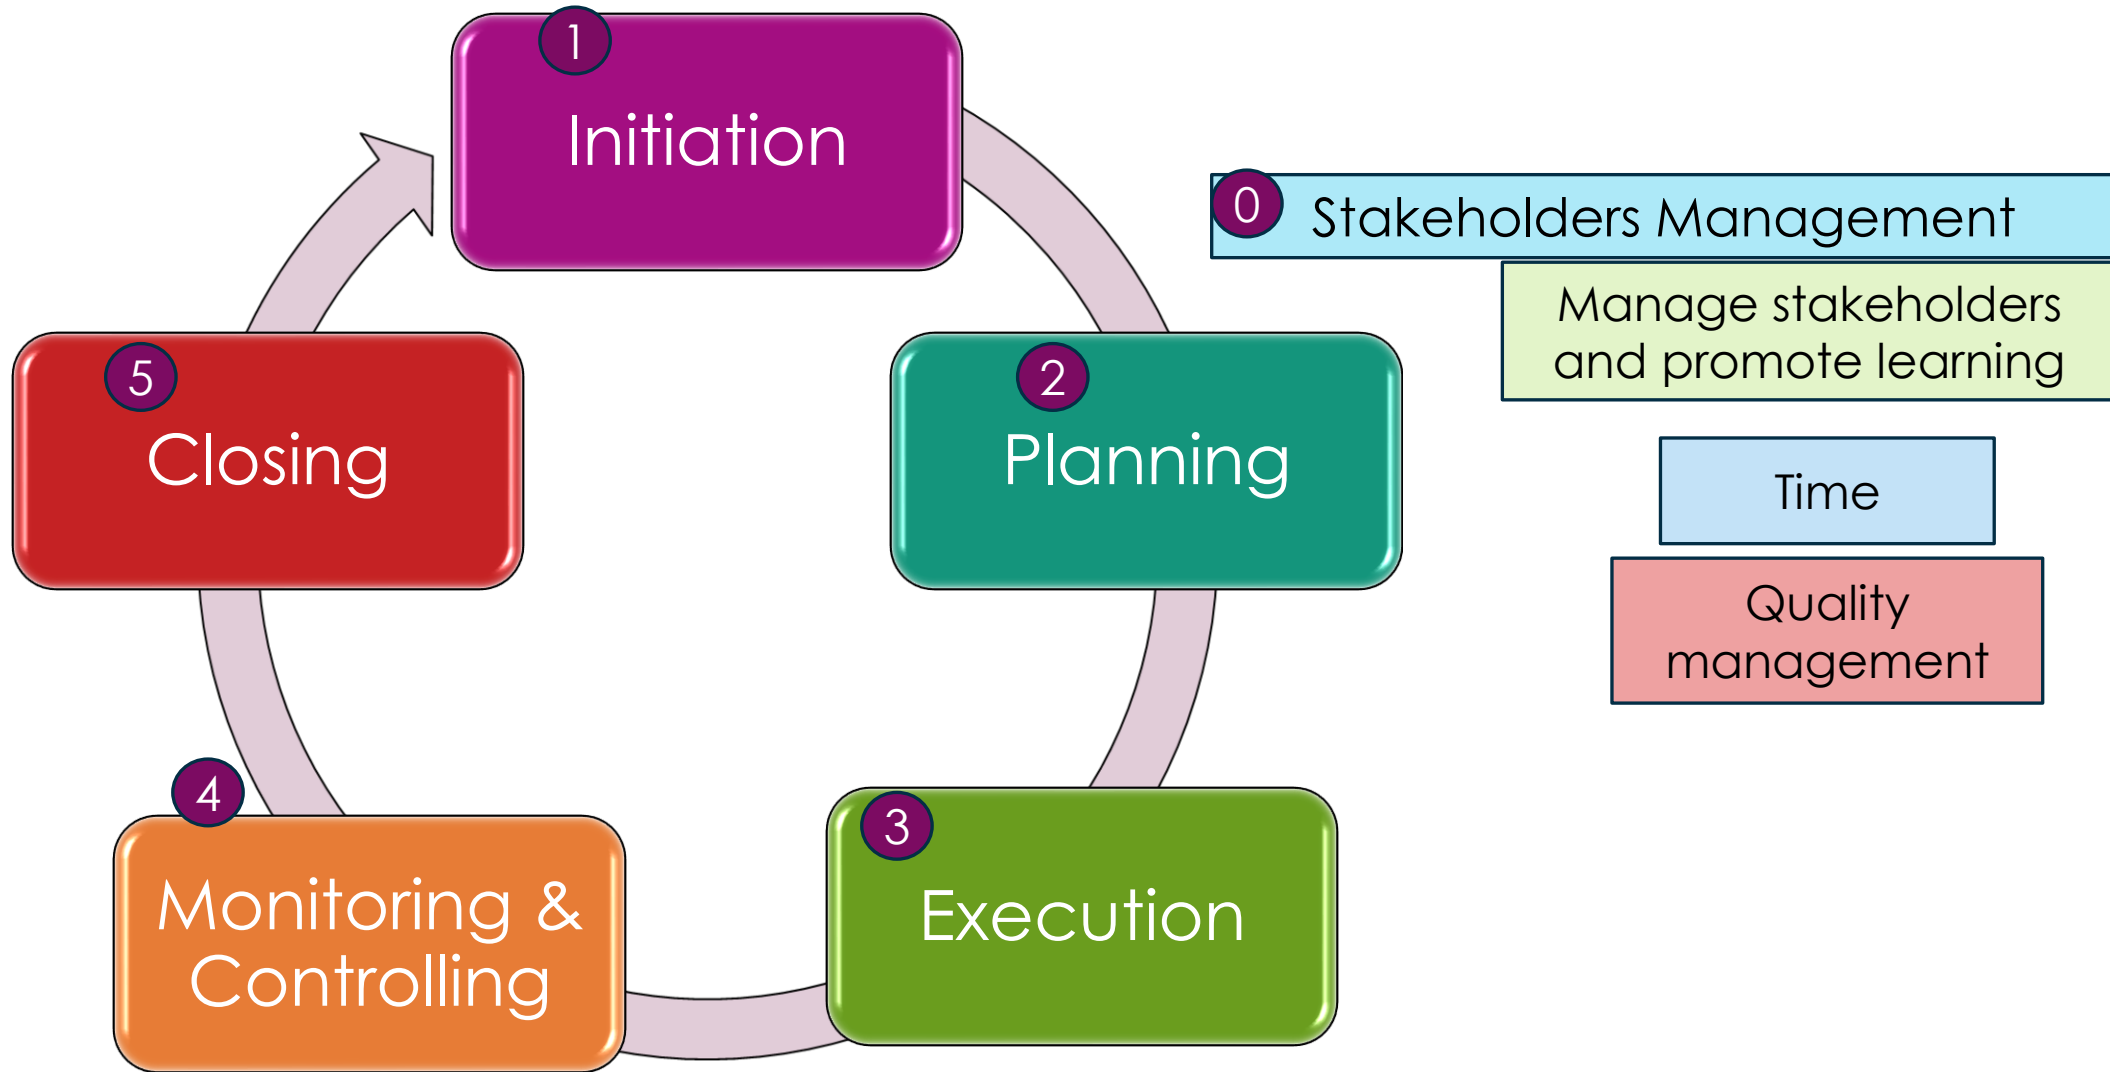 1
Initiation
0
Stakeholders Management
Manage stakeholders
and promote learning
5
Closing
2
Planning
Time
Quality
management
4
Monitoring &
Controlling
3
Execution